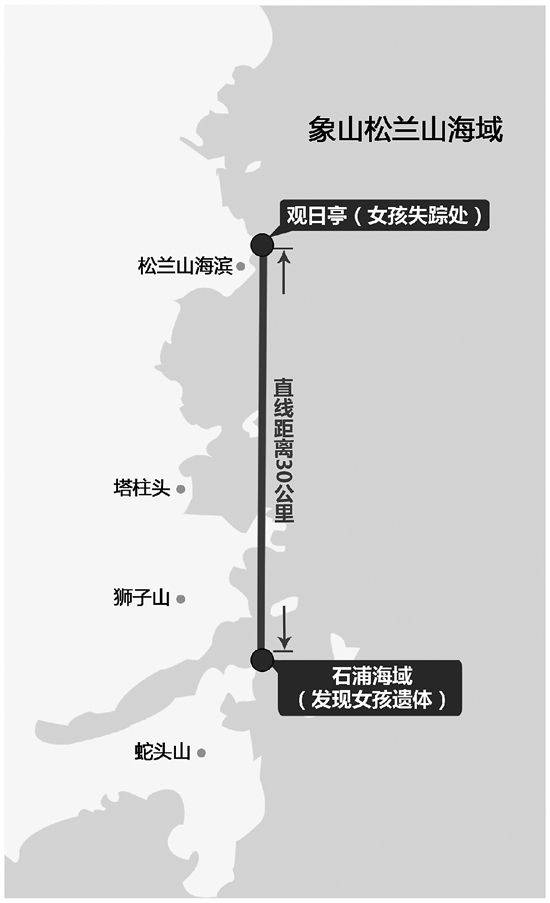 象山松兰山海域
观日亭（女孩失踪处）
松兰山海滨
直线距离30公里
塔柱头
狮子山
石浦海域
（发现女孩遗体）
蛇头山